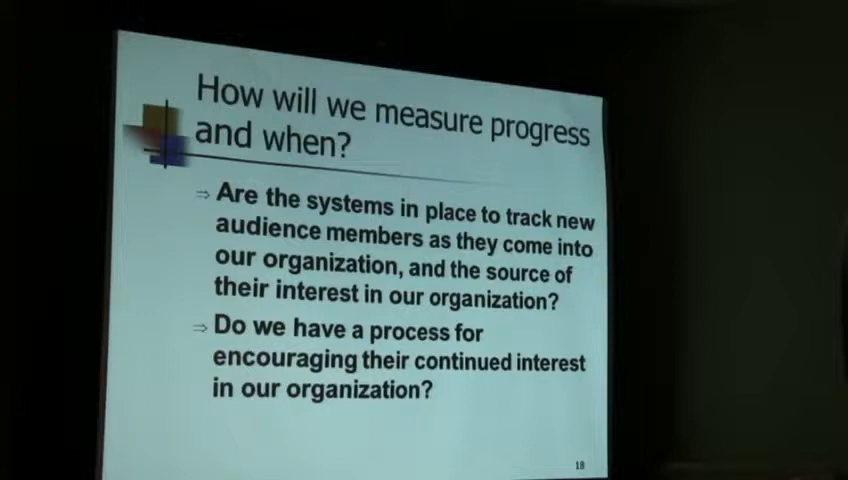 How will we measure progress
and when?
⇒ Are the systems in place to track new
audience members as they come into
our organization, and the source of
their interest in our organization?
⇒ Do we have a process for
encouraging their continued interest
in our organization?
18